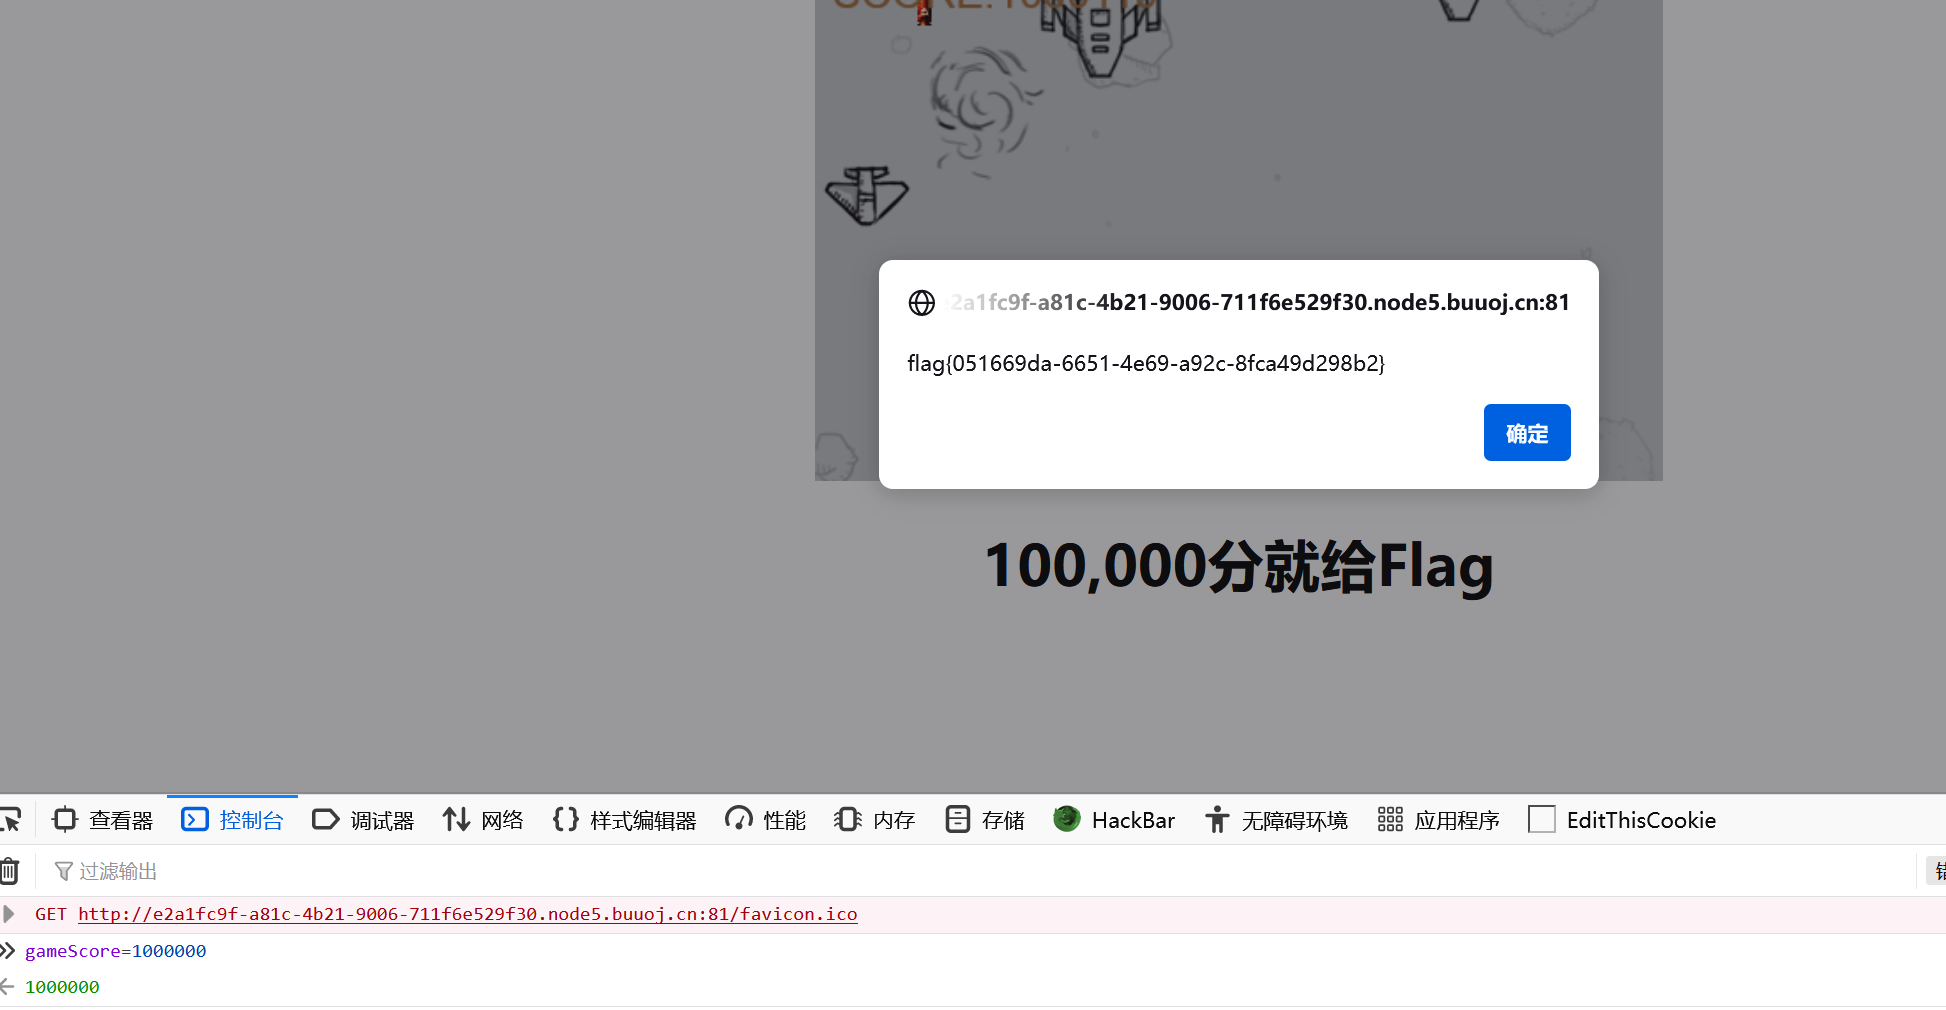 e2a1fc9f-a81c-4b21-9006-711f6e529f30.node5.buuoj.cn:81
flag{051669da-6651-4e69-a92c-8fca49d298b2}
确定
100,000分就给Flag
查看器 控制台 调试器 网络 样式编辑器 性能 内存 存储 HackBar 无障碍环境 应用程序 EditThisCookie
过滤输出
GET http://e2a1fc9f-a81c-4b21-9006-711f6e529f30.node5.buuoj.cn:81/favicon.ico
gameScore=1000000
1000000